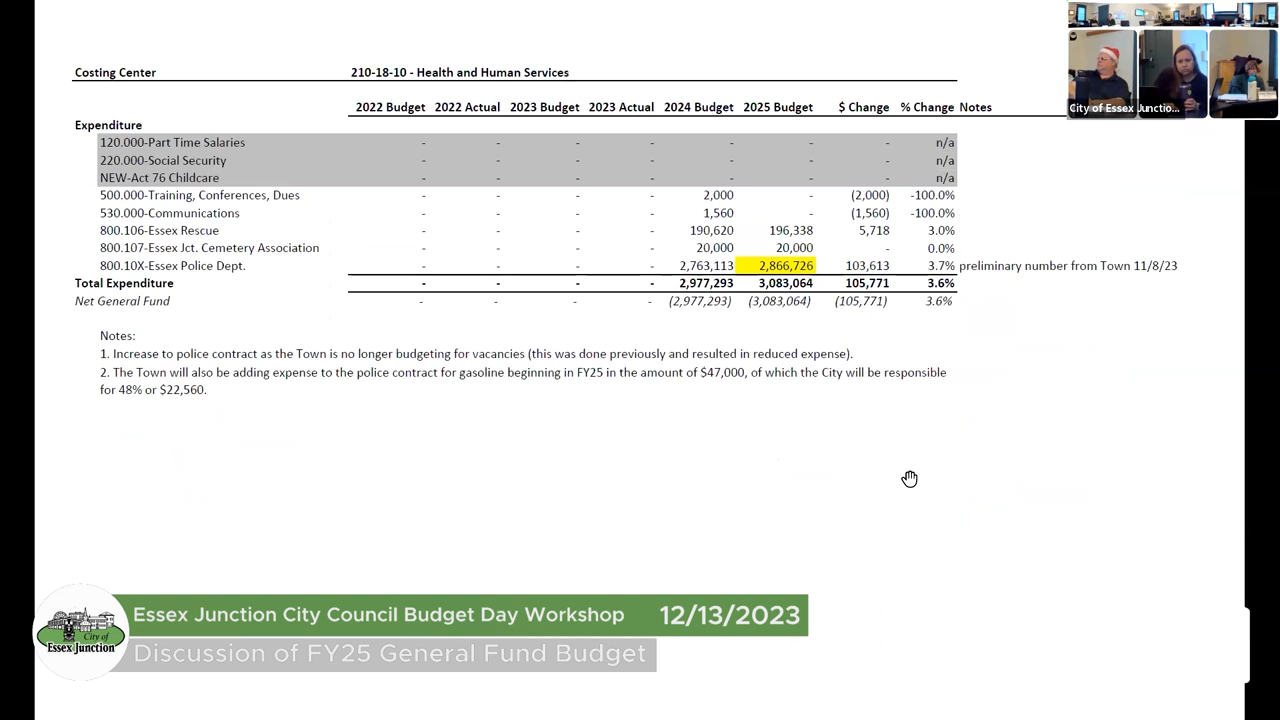 Costing Center 210-18-10 - Health and Human Services
2022 Budget 2022 Actual 2023 Budget 2023 Actual 2024 Budget 2025 Budget $ Change % Change Notes
Expenditure
120.000-Part Time Salaries - - - - - - - n/a
220.000-Social Security - - - - - - - n/a
NEW-Act 76 Childcare - - - - - - - n/a
500.000-Training, Conferences, Dues - - - - 2,000 - (2,000) -100.0%
530.000-Communications - - - - 1,560 - (1,560) -100.0%
800.106-Essex Rescue - - - - 190,620 196,338 5,718 3.0%
800.107-Essex Jct. Cemetery Association - - - - 20,000 20,000 - 0.0%
800.10X-Essex Police Dept. - - - - 2,763,113 2,866,726 103,613 3.7% preliminary number from Town 11/8/23
Total Expenditure - - - - 2,977,293 3,083,064 105,771 3.6%
Net General Fund - - - - (2,977,293) (3,083,064) (105,771) 3.6%
Notes:
1. Increase to police contract as the Town is no longer budgeting for vacancies (this was done previously and resulted in reduced expense).
2. The Town will also be adding expense to the police contract for gasoline beginning in FY25 in the amount of $47,000, of which the City will be responsible
for 48% or $22,560.
City of Essex Junctio...
Essex Junction City Council Budget Day Workshop 12/13/2023
Discussion of FY25 General Fund Budget
City of
Essex Junction